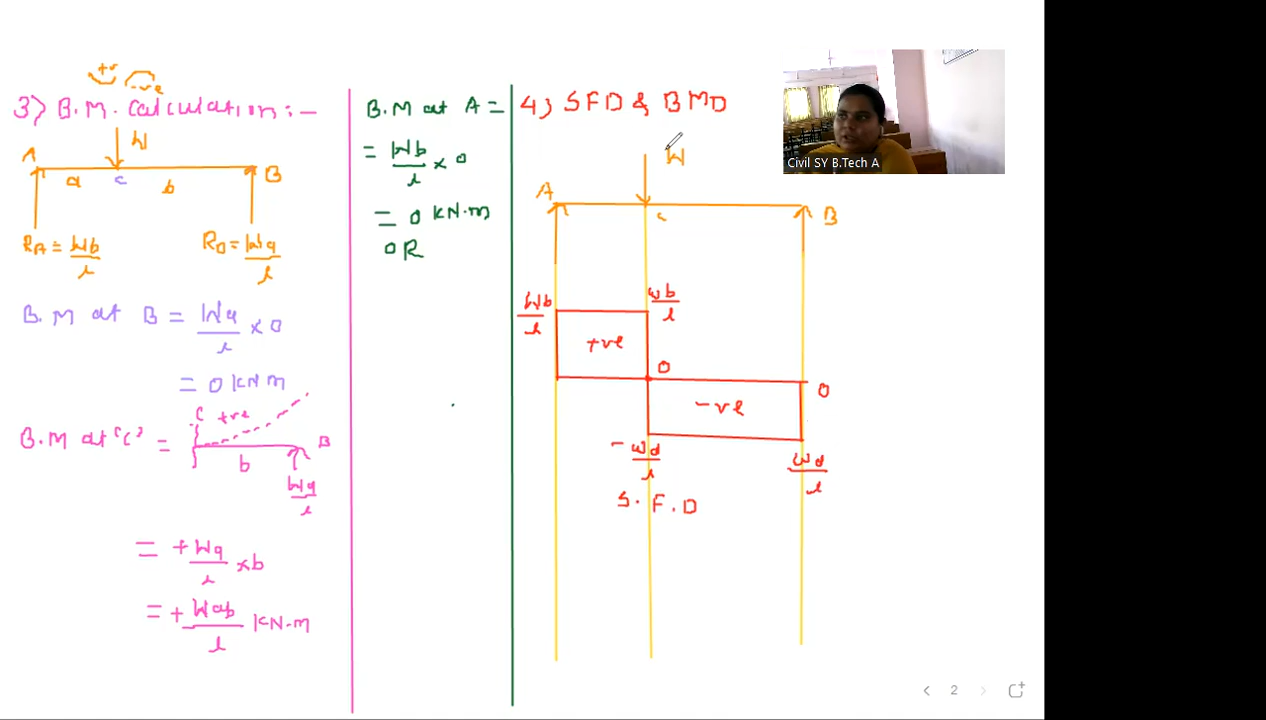 +ve -ve
3) B.M. Calculation:-
W
A B
a c b
RA = Wb/l RB = Wa/l
B.M at B = Wa/l × 0
= 0 kN m
B.M at 'C' =
C +ve
B
b
Wa/l
= + Wa/l × b
= + Wab/l kN-m
B.M at A =
= Wb/l × 0
= 0 kN.m
OR
4) SFD & BMD
W
A
c B
Wb/l Wb/l
+ve
0
0
-ve
- Wa/l Wa/l
S.F.D
Civil SY B.Tech A
2